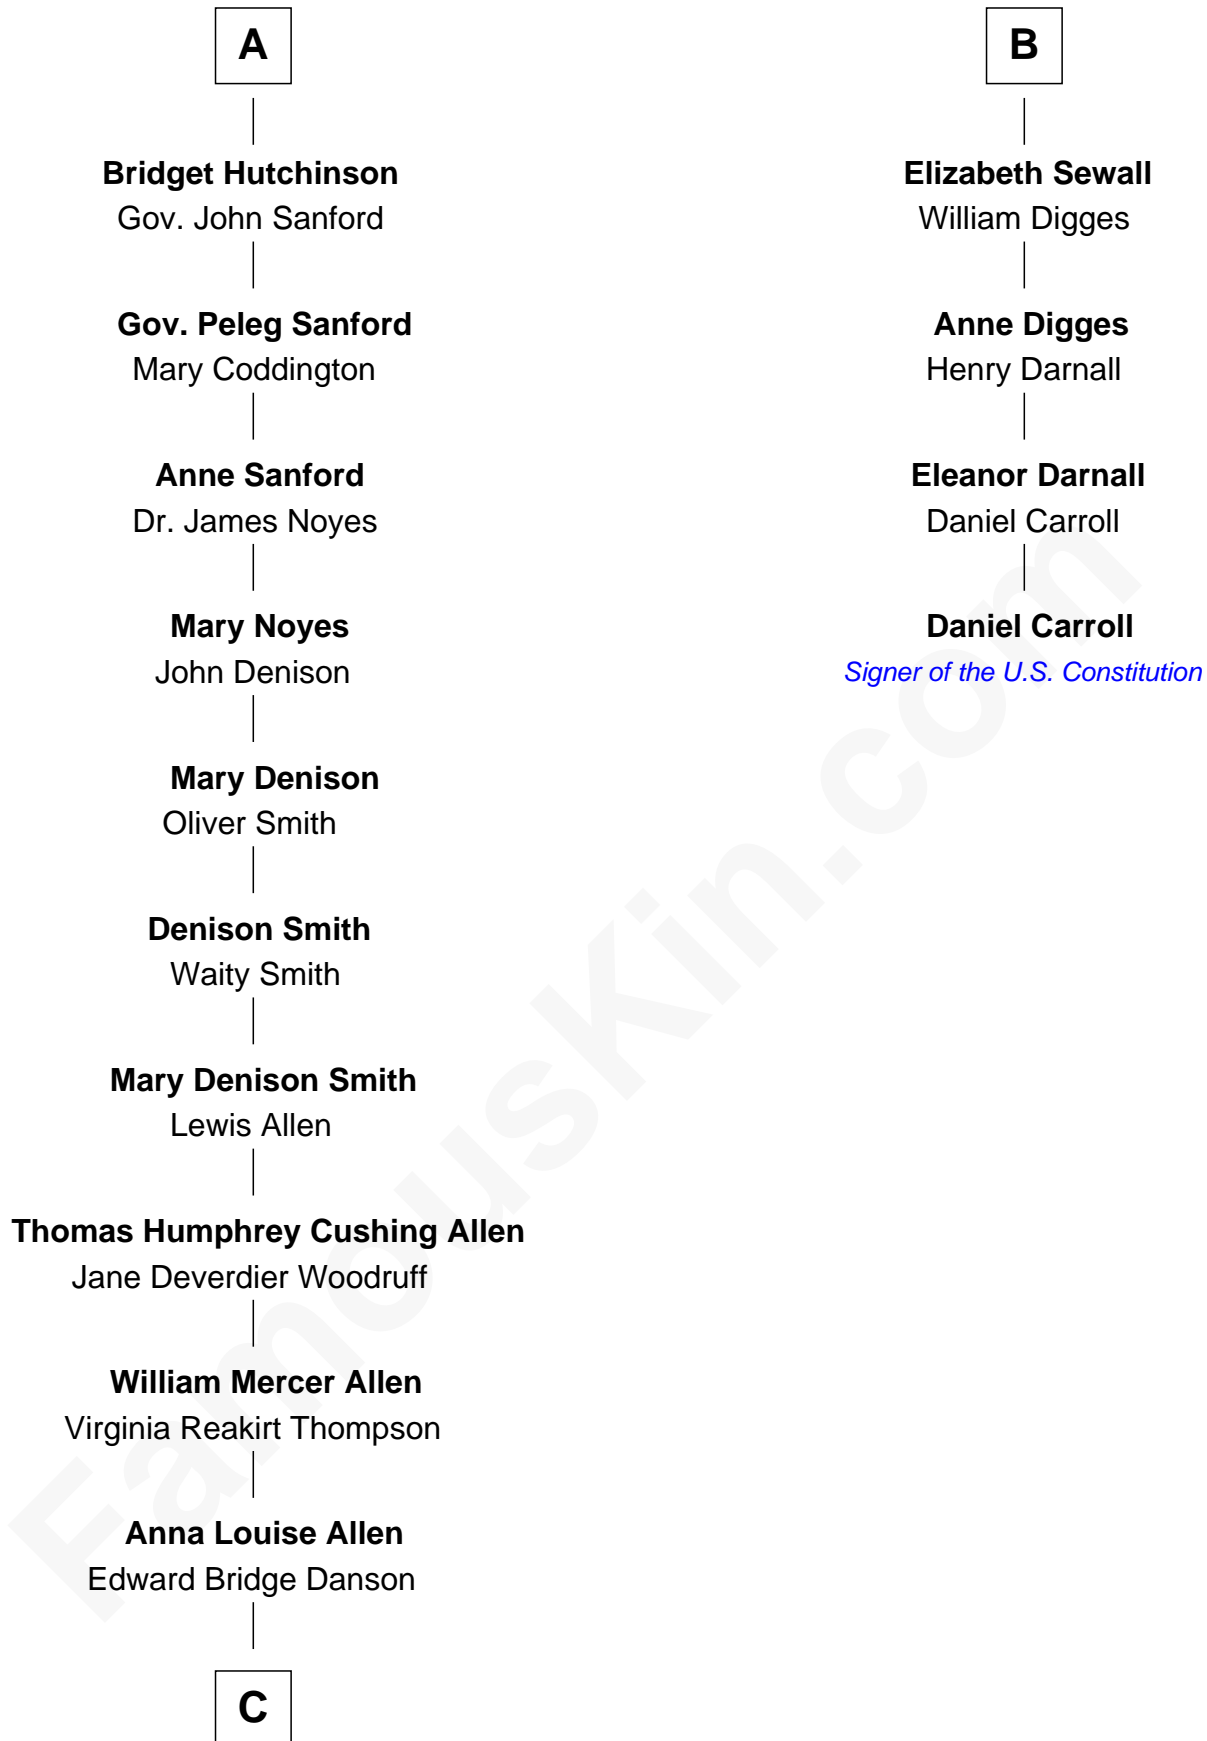 A
Bridget Hutchinson
Gov. John Sanford
Gov. Peleg Sanford
Mary Coddington
Anne Sanford
Dr. James Noyes
Mary Noyes
John Denison
Mary Denison
Oliver Smith
Denison Smith
Waity Smith
Mary Denison Smith
Lewis Allen
Thomas Humphrey Cushing Allen
Jane Deverdier Woodruff
William Mercer Allen
Virginia Reakirt Thompson
Anna Louise Allen
Edward Bridge Danson
C
B
Elizabeth Sewall
William Digges
Anne Digges
Henry Darnall
Eleanor Darnall
Daniel Carroll
Daniel Carroll
Signer of the U.S. Constitution
FamousKin.com